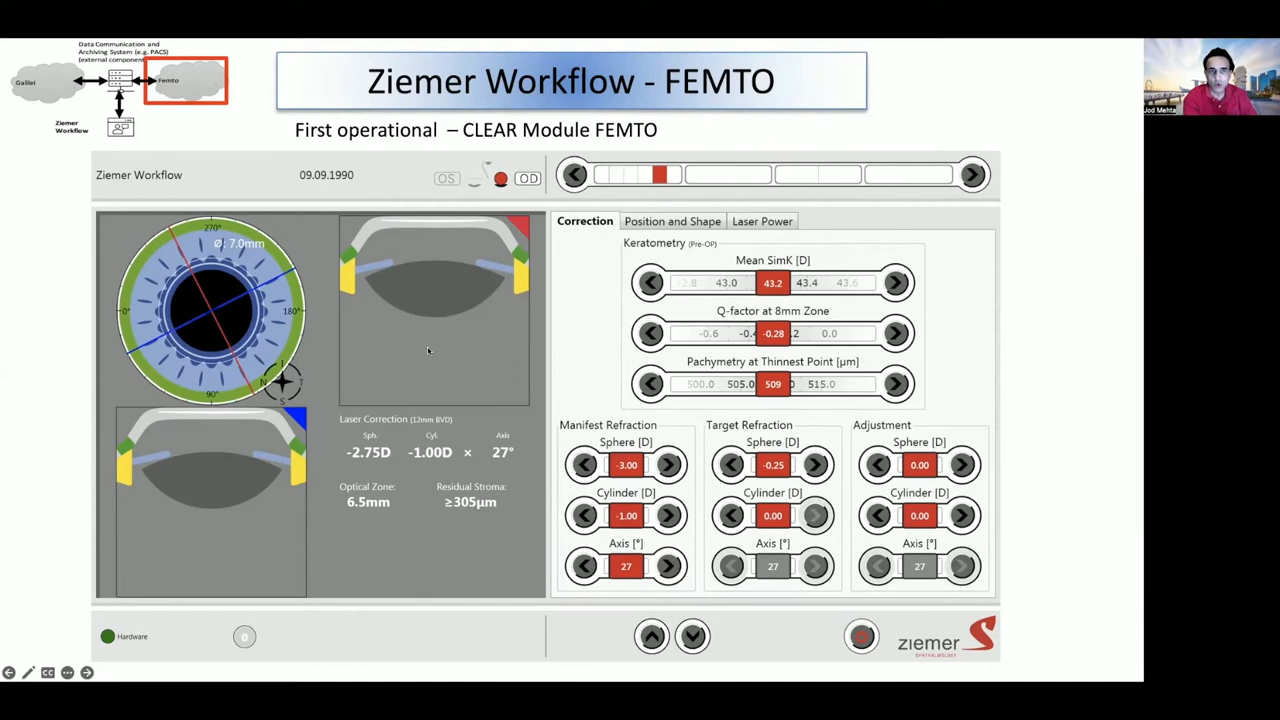 Data Communication and
Archiving System (e.g. PACS)
(external component)
Galilei
Femto
Ziemer
Workflow
Ziemer Workflow - FEMTO
First operational – CLEAR Module FEMTO
Jod Mehta
Ziemer Workflow 09.09.1990 OS OD
270°
Ø: 7.0mm
0° 180°
90°
I
N T
S
Laser Correction (12mm BVD)
Sph. Cyl. Axis
-2.75D -1.00D × 27°
Optical Zone: Residual Stroma:
6.5mm ≥305μm
Correction Position and Shape Laser Power
Keratometry (Pre-OP)
Mean SimK [D]
43.0 43.2 43.4 43.6
Q-factor at 8mm Zone
-0.6 -0.28 0.0
Pachymetry at Thinnest Point [μm]
500.0 505.0 509 515.0
Manifest Refraction Target Refraction Adjustment
Sphere [D] Sphere [D] Sphere [D]
-3.00 -0.25 0.00
Cylinder [D] Cylinder [D] Cylinder [D]
-1.00 0.00 0.00
Axis [°] Axis [°] Axis [°]
27 27 27
Hardware 0
ziemer
OPHTHALMOLOGY
CC